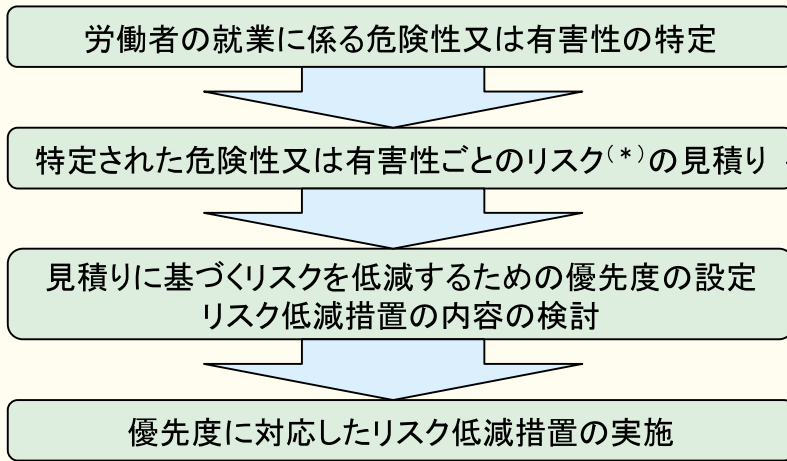 労働者の就業に係る危険性又は有害性の特定
特定された危険性又は有害性ごとのリスク(*)の見積り
見積りに基づくリスクを低減するための優先度の設定
リスク低減措置の内容の検討
優先度に対応したリスク低減措置の実施